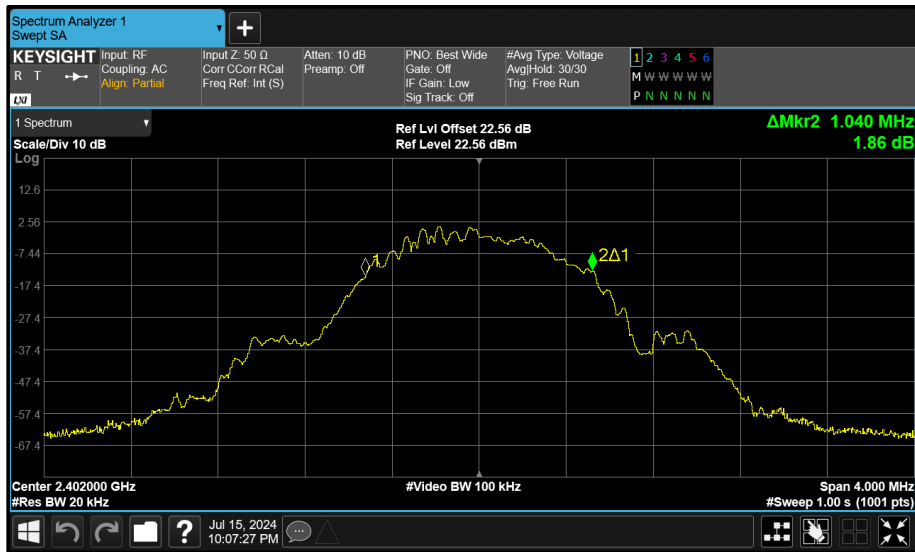 Spectrum Analyzer 1
Swept SA
KEYSIGHT
R T
LXI
Input: RF
Coupling: AC
Align: Partial
Input Z: 50 Ω
Corr CCorr RCal
Freq Ref: Int (S)
Atten: 10 dB
Preamp: Off
PNO: Best Wide
Gate: Off
IF Gain: Low
Sig Track: Off
#Avg Type: Voltage
Avg|Hold: 30/30
Trig: Free Run
1 2 3 4 5 6
M W W W W W
P N N N N N
1 Spectrum
Scale/Div 10 dB
Log
Ref Lvl Offset 22.56 dB
Ref Level 22.56 dBm
ΔMkr2 1.040 MHz
1.86 dB
12.6
2.56
-7.44
-17.4
-27.4
-37.4
-47.4
-57.4
-67.4
1
2Δ1
Center 2.402000 GHz
#Res BW 20 kHz
#Video BW 100 kHz
Span 4.000 MHz
#Sweep 1.00 s (1001 pts)
Jul 15, 2024
10:07:27 PM